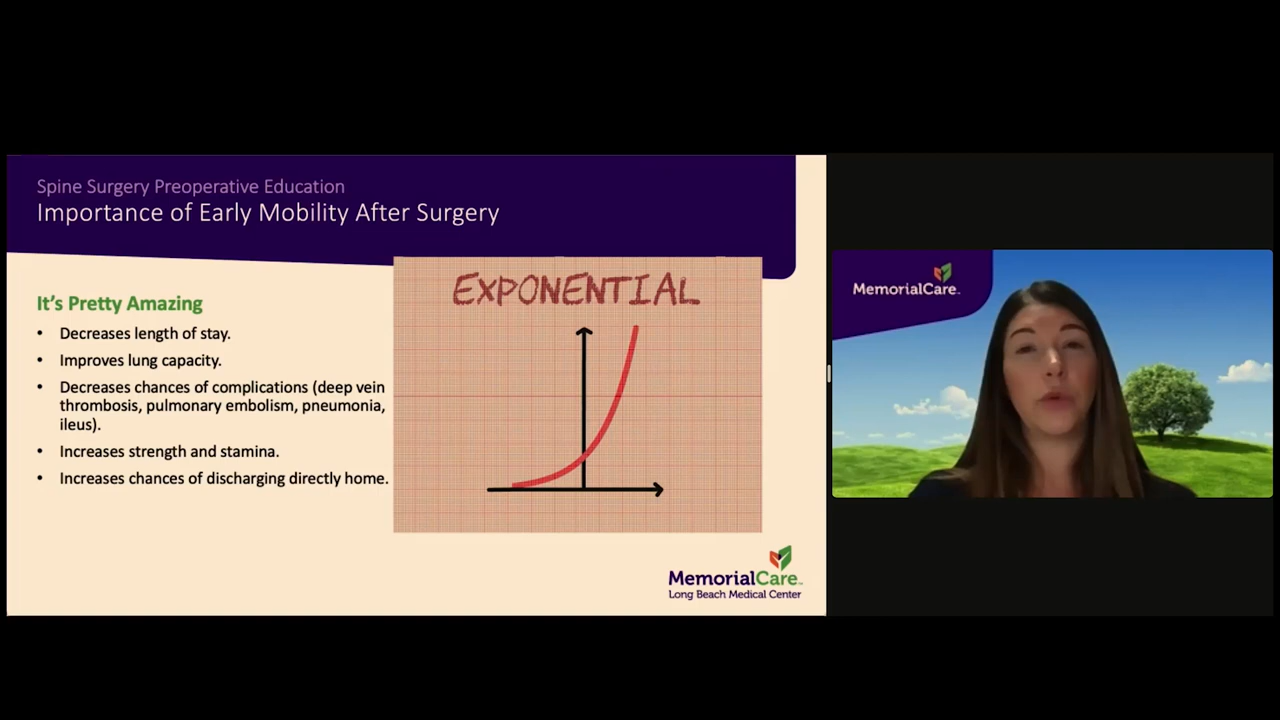 Spine Surgery Preoperative Education
Importance of Early Mobility After Surgery
It's Pretty Amazing
• Decreases length of stay.
• Improves lung capacity.
• Decreases chances of complications (deep vein
thrombosis, pulmonary embolism, pneumonia,
ileus).
• Increases strength and stamina.
• Increases chances of discharging directly home.
EXPONENTIAL
MemorialCare™
Long Beach Medical Center
MemorialCare™